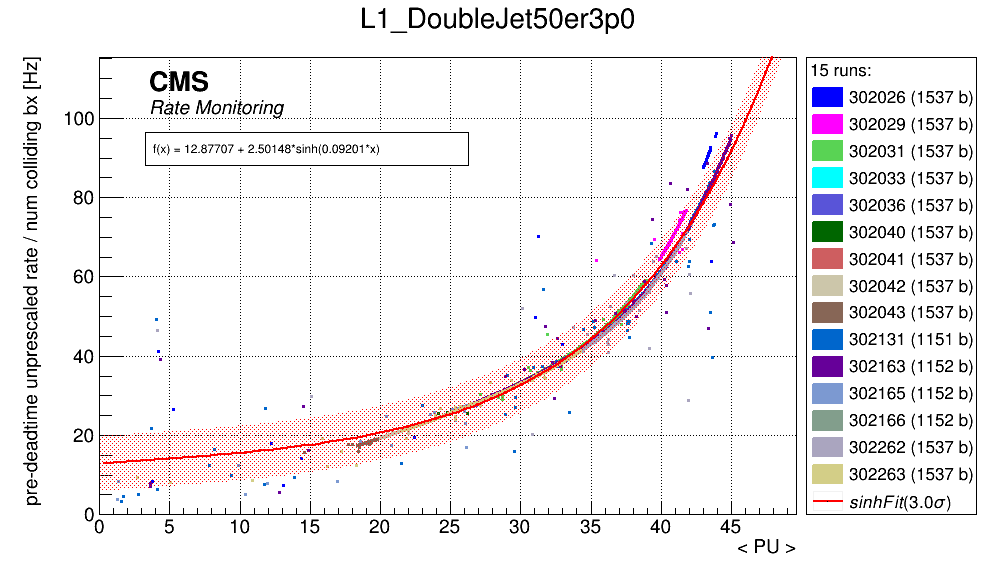 L1_DoubleJet50er3p0
pre-deadtime unprescaled rate / num colliding bx [Hz]
CMS
Rate Monitoring
f(x) = 12.87707 + 2.50148*sinh(0.09201*x)
100
80
60
40
20
0
0 5 10 15 20 25 30 35 40 45
< PU >
15 runs:
302026 (1537 b)
302029 (1537 b)
302031 (1537 b)
302033 (1537 b)
302036 (1537 b)
302040 (1537 b)
302041 (1537 b)
302042 (1537 b)
302043 (1537 b)
302131 (1151 b)
302163 (1152 b)
302165 (1152 b)
302166 (1152 b)
302262 (1537 b)
302263 (1537 b)
sinhFit(3.0σ)